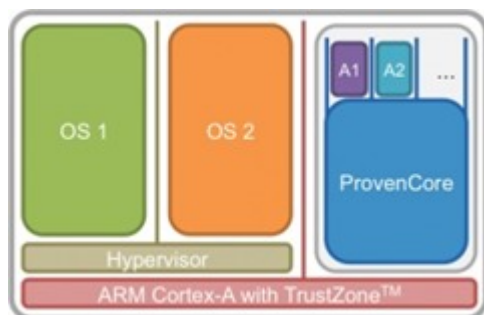 A1 A2 ...
OS 1 OS 2
ProvenCore
Hypervisor
ARM Cortex-A with TrustZone™